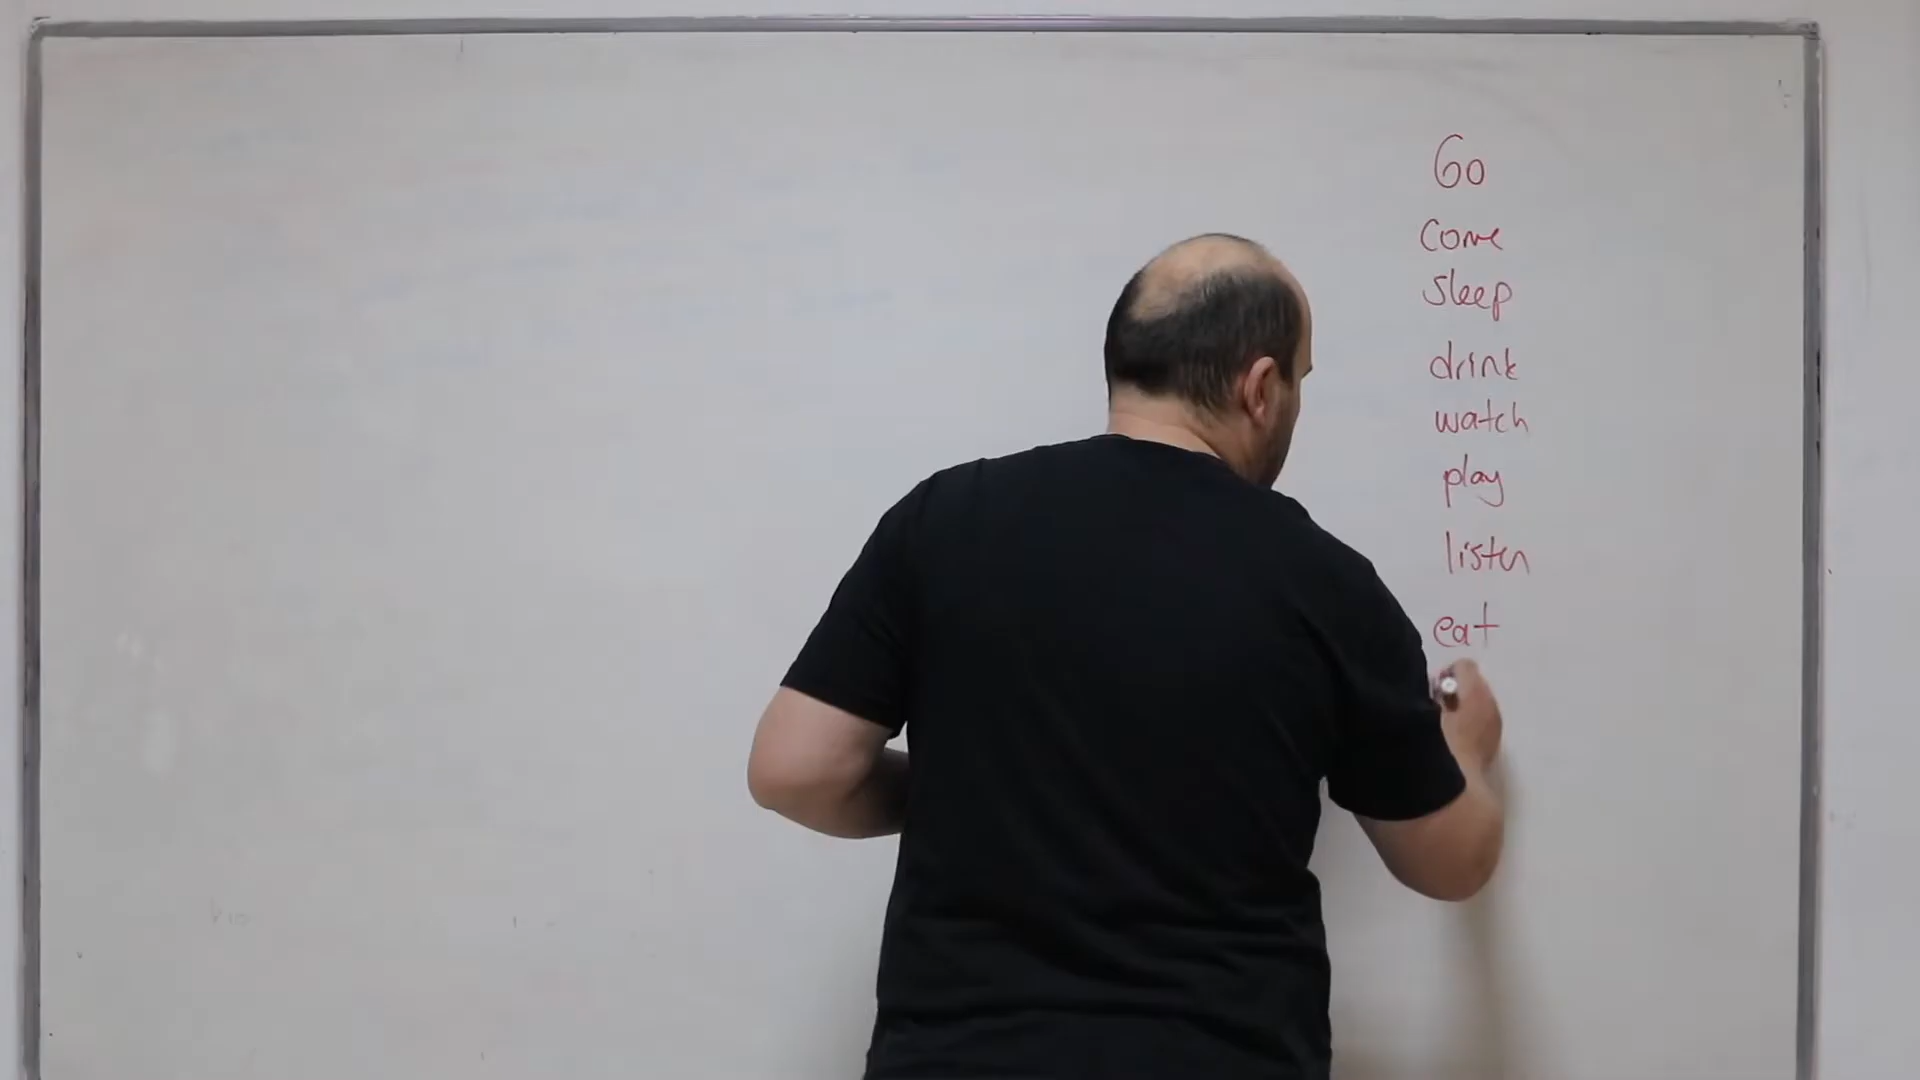 Go
come
sleep
drink
watch
play
listen
eat